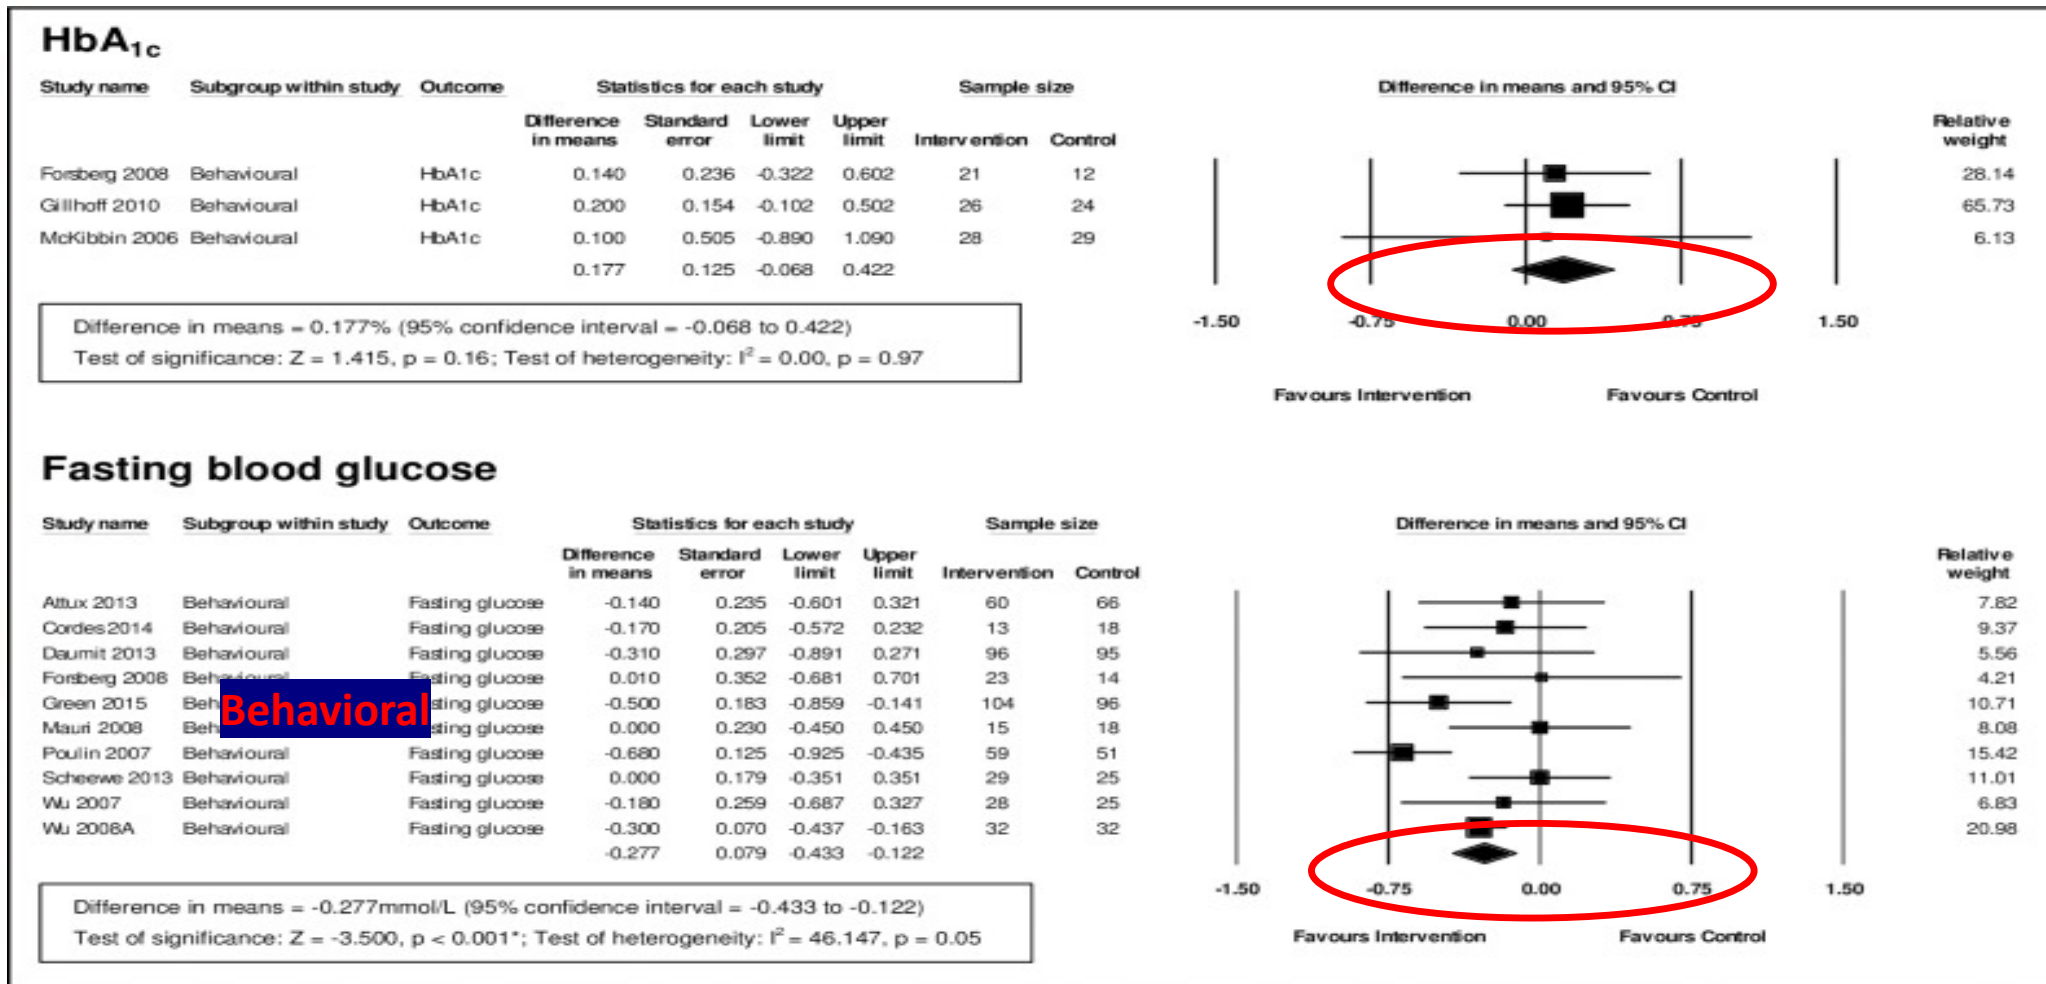 HbA1c
Study name Subgroup within study Outcome Statistics for each study Sample size Difference in means and 95% CI
Difference in means Standard error Lower limit Upper limit Intervention Control Relative weight
Forsberg 2008 Behavioural HbA1c 0.140 0.236 -0.322 0.602 21 12 28.14
Gillhoff 2010 Behavioural HbA1c 0.200 0.154 -0.102 0.502 26 24 65.73
McKibbin 2006 Behavioural HbA1c 0.100 0.505 -0.890 1.090 28 29 6.13
0.177 0.125 -0.068 0.422
-1.50 -0.75 0.00 0.75 1.50
Difference in means = 0.177% (95% confidence interval = -0.068 to 0.422)
Test of significance: Z = 1.415, p = 0.16; Test of heterogeneity: I² = 0.00, p = 0.97
Favours Intervention Favours Control
Fasting blood glucose
Study name Subgroup within study Outcome Statistics for each study Sample size Difference in means and 95% CI
Difference in means Standard error Lower limit Upper limit Intervention Control Relative weight
Attux 2013 Behavioural Fasting glucose -0.140 0.235 -0.601 0.321 60 66 7.82
Cordes 2014 Behavioural Fasting glucose -0.170 0.205 -0.572 0.232 13 18 9.37
Daumit 2013 Behavioural Fasting glucose -0.310 0.297 -0.891 0.271 96 95 5.56
Forsberg 2008 Behavioural Fasting glucose 0.010 0.352 -0.681 0.701 23 14 4.21
Green 2015 Beh Behavioral sting glucose -0.500 0.183 -0.859 -0.141 104 96 10.71
Mauri 2008 Beh sting glucose 0.000 0.230 -0.450 0.450 15 18 8.08
Poulin 2007 Behavioural Fasting glucose -0.680 0.125 -0.925 -0.435 59 51 15.42
Scheewe 2013 Behavioural Fasting glucose 0.000 0.179 -0.351 0.351 29 25 11.01
Wu 2007 Behavioural Fasting glucose -0.180 0.259 -0.687 0.327 28 25 6.83
Wu 2008A Behavioural Fasting glucose -0.300 0.070 -0.437 -0.163 32 32 20.98
-0.277 0.079 -0.433 -0.122
-1.50 -0.75 0.00 0.75 1.50
Difference in means = -0.277mmol/L (95% confidence interval = -0.433 to -0.122)
Test of significance: Z = -3.500, p < 0.001*; Test of heterogeneity: I² = 46.147, p = 0.05
Favours Intervention Favours Control